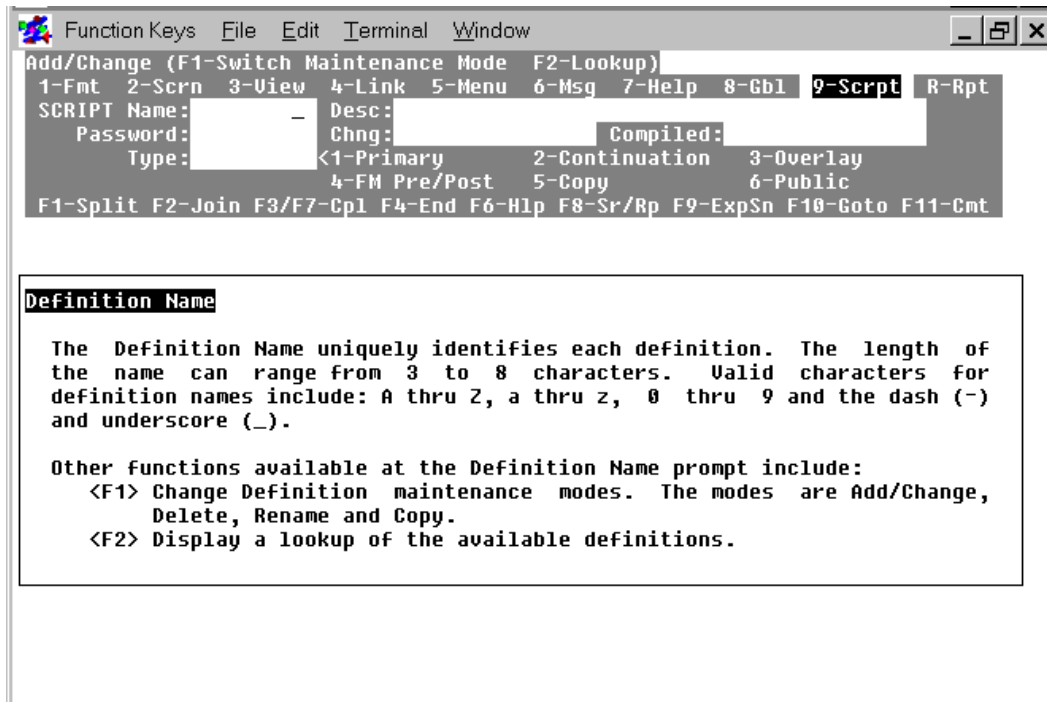 Function Keys File Edit Terminal Window
Add/Change (F1-Switch Maintenance Mode F2-Lookup)
1-Fmt 2-Scrn 3-View 4-Link 5-Menu 6-Msg 7-Help 8-Gbl 9-Scrpt R-Rpt
SCRIPT Name: _ Desc:
Password: Chng: Compiled:
Type: <1-Primary 2-Continuation 3-Overlay
4-FM Pre/Post 5-Copy 6-Public
F1-Split F2-Join F3/F7-Cpl F4-End F6-Hlp F8-Sr/Rp F9-ExpSn F10-Goto F11-Cmt
Definition Name
The Definition Name uniquely identifies each definition. The length of
the name can range from 3 to 8 characters. Valid characters for
definition names include: A thru Z, a thru z, 0 thru 9 and the dash (-)
and underscore (_).
Other functions available at the Definition Name prompt include:
<F1> Change Definition maintenance modes. The modes are Add/Change,
Delete, Rename and Copy.
<F2> Display a lookup of the available definitions.